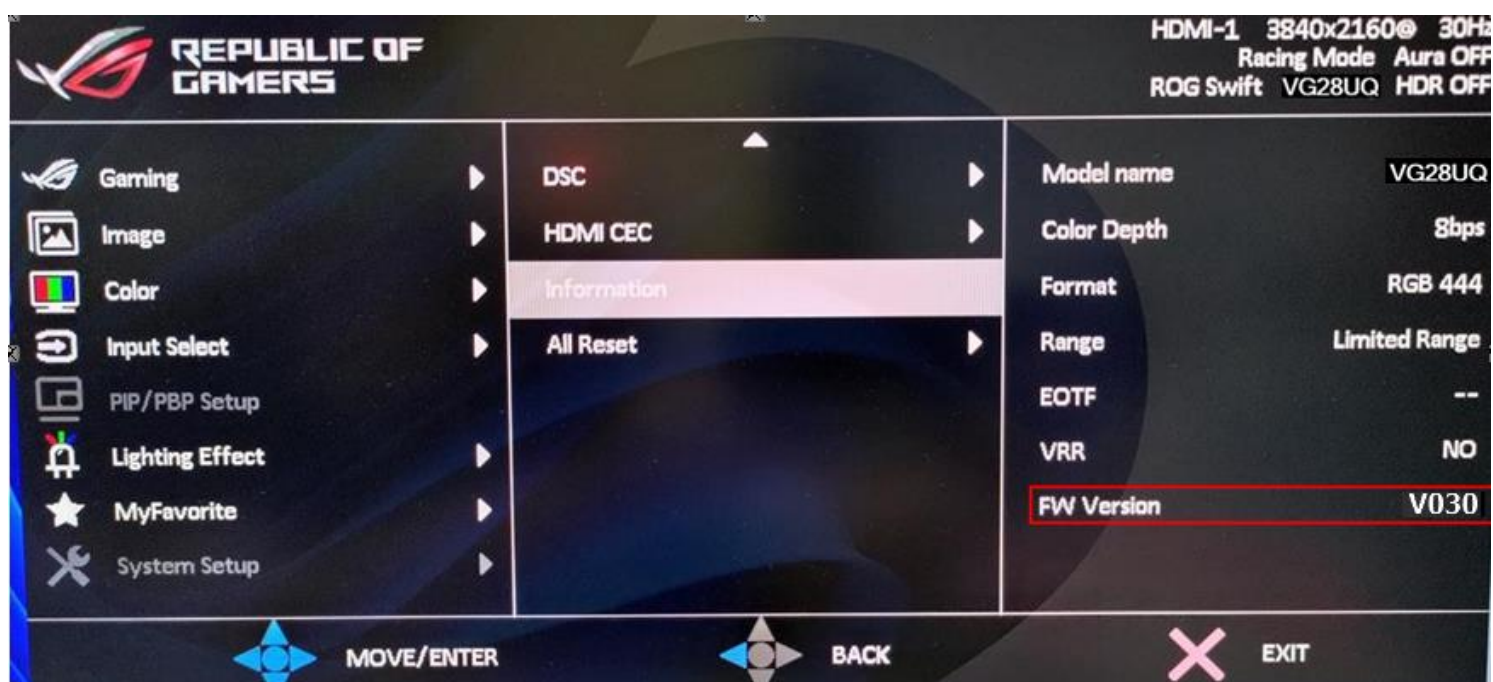 REPUBLIC OF
GAMERS
HDMI-1 3840x2160@ 30Hz
Racing Mode Aura OFF
ROG Swift VG28UQ HDR OFF
Gaming
Image
Color
Input Select
PIP/PBP Setup
Lighting Effect
MyFavorite
System Setup
DSC
HDMI CEC
Information
All Reset
Model name VG28UQ
Color Depth 8bps
Format RGB 444
Range Limited Range
EOTF --
VRR NO
FW Version V030
MOVE/ENTER
BACK
EXIT